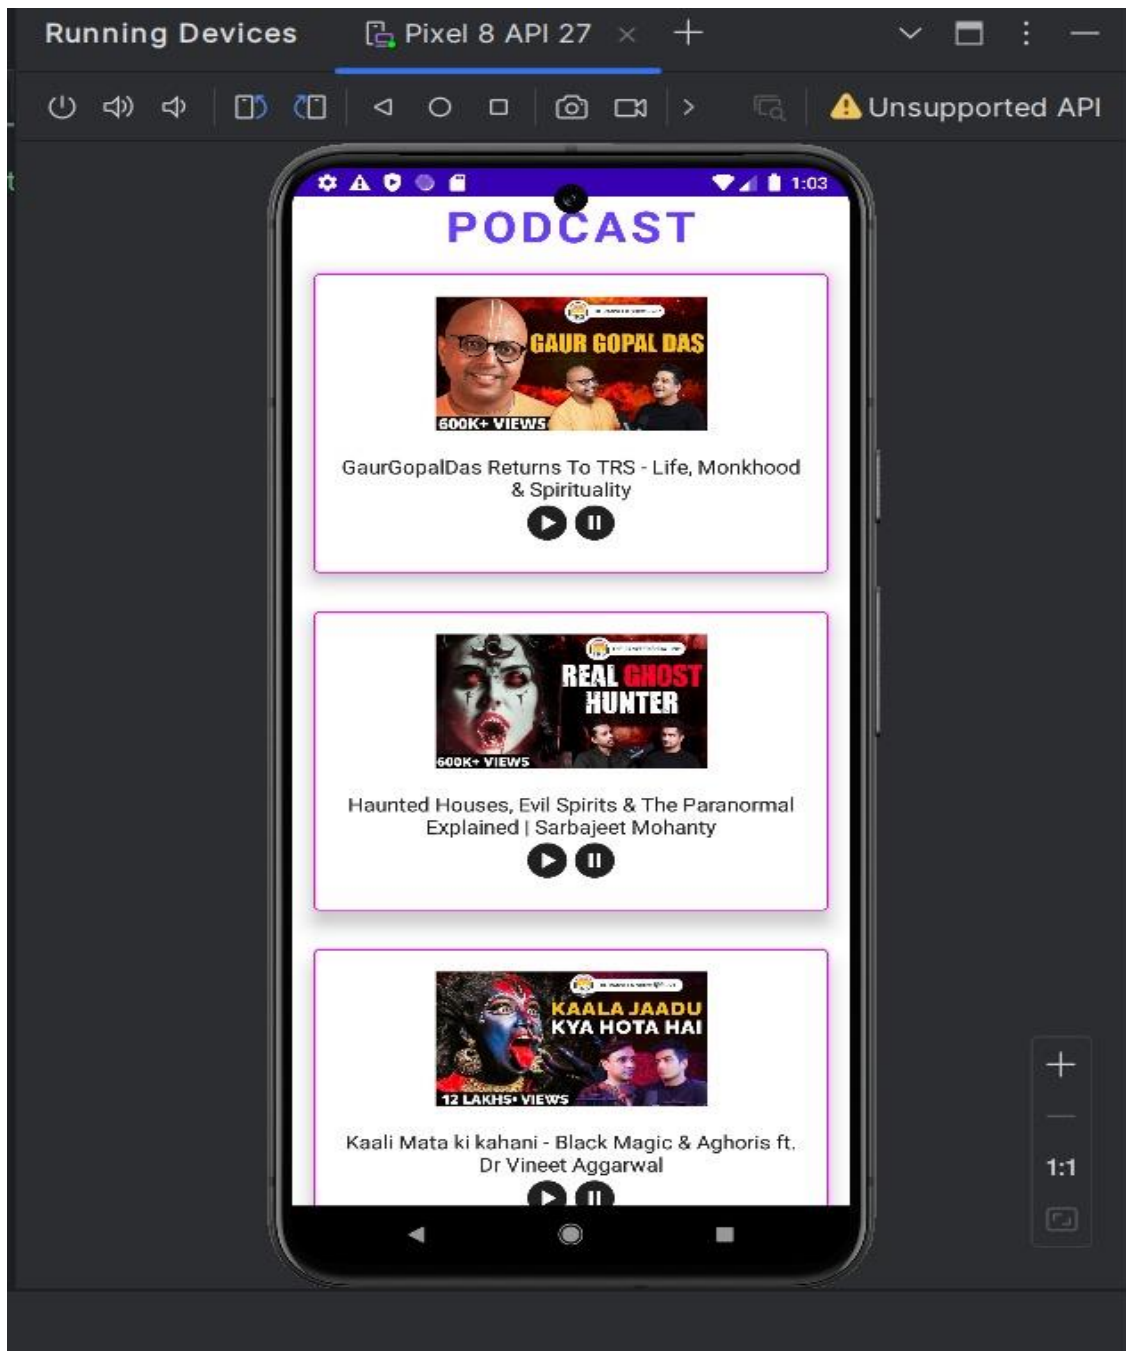 Running Devices
Pixel 8 API 27
Unsupported API
1:03
PODCAST
GAUR GOPAL DAS
600K+ VIEWS
GaurGopalDas Returns To TRS - Life, Monkhood
& Spirituality
REAL GHOST
HUNTER
600K+ VIEWS
Haunted Houses, Evil Spirits & The Paranormal
Explained | Sarbajeet Mohanty
KAALA JAADU
KYA HOTA HAI
12 LAKHS+ VIEWS
Kaali Mata ki kahani - Black Magic & Aghoris ft.
Dr Vineet Aggarwal
1:1
t